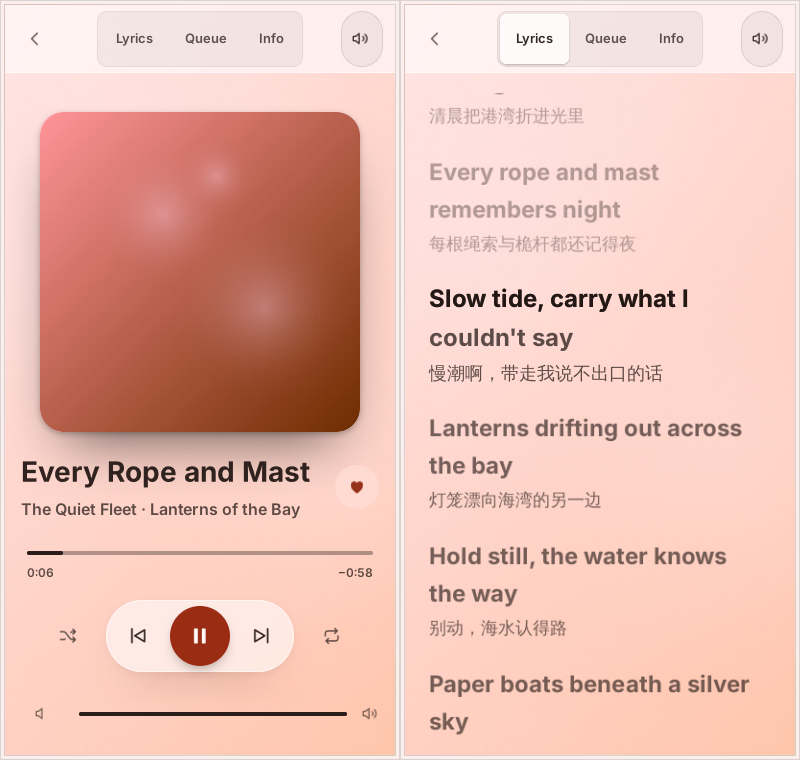 Lyrics Queue Info
Every Rope and Mast
The Quiet Fleet · Lanterns of the Bay
0:06 −0:58
Lyrics Queue Info
清晨把港湾折进光里
Every rope and mast
remembers night
每根绳索与桅杆都还记得夜
Slow tide, carry what I
couldn't say
慢潮啊，带走我说不出口的话
Lanterns drifting out across
the bay
灯笼漂向海湾的另一边
Hold still, the water knows
the way
别动，海水认得路
Paper boats beneath a silver
sky